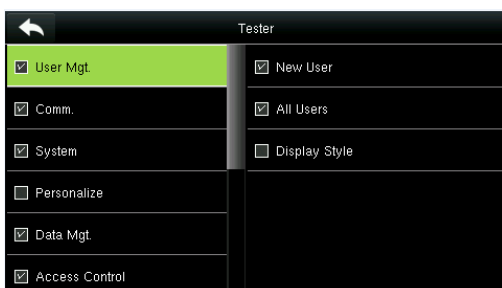 Tester
User Mgt.
Comm.
System
Personalize
Data Mgt.
Access Control
New User
All Users
Display Style